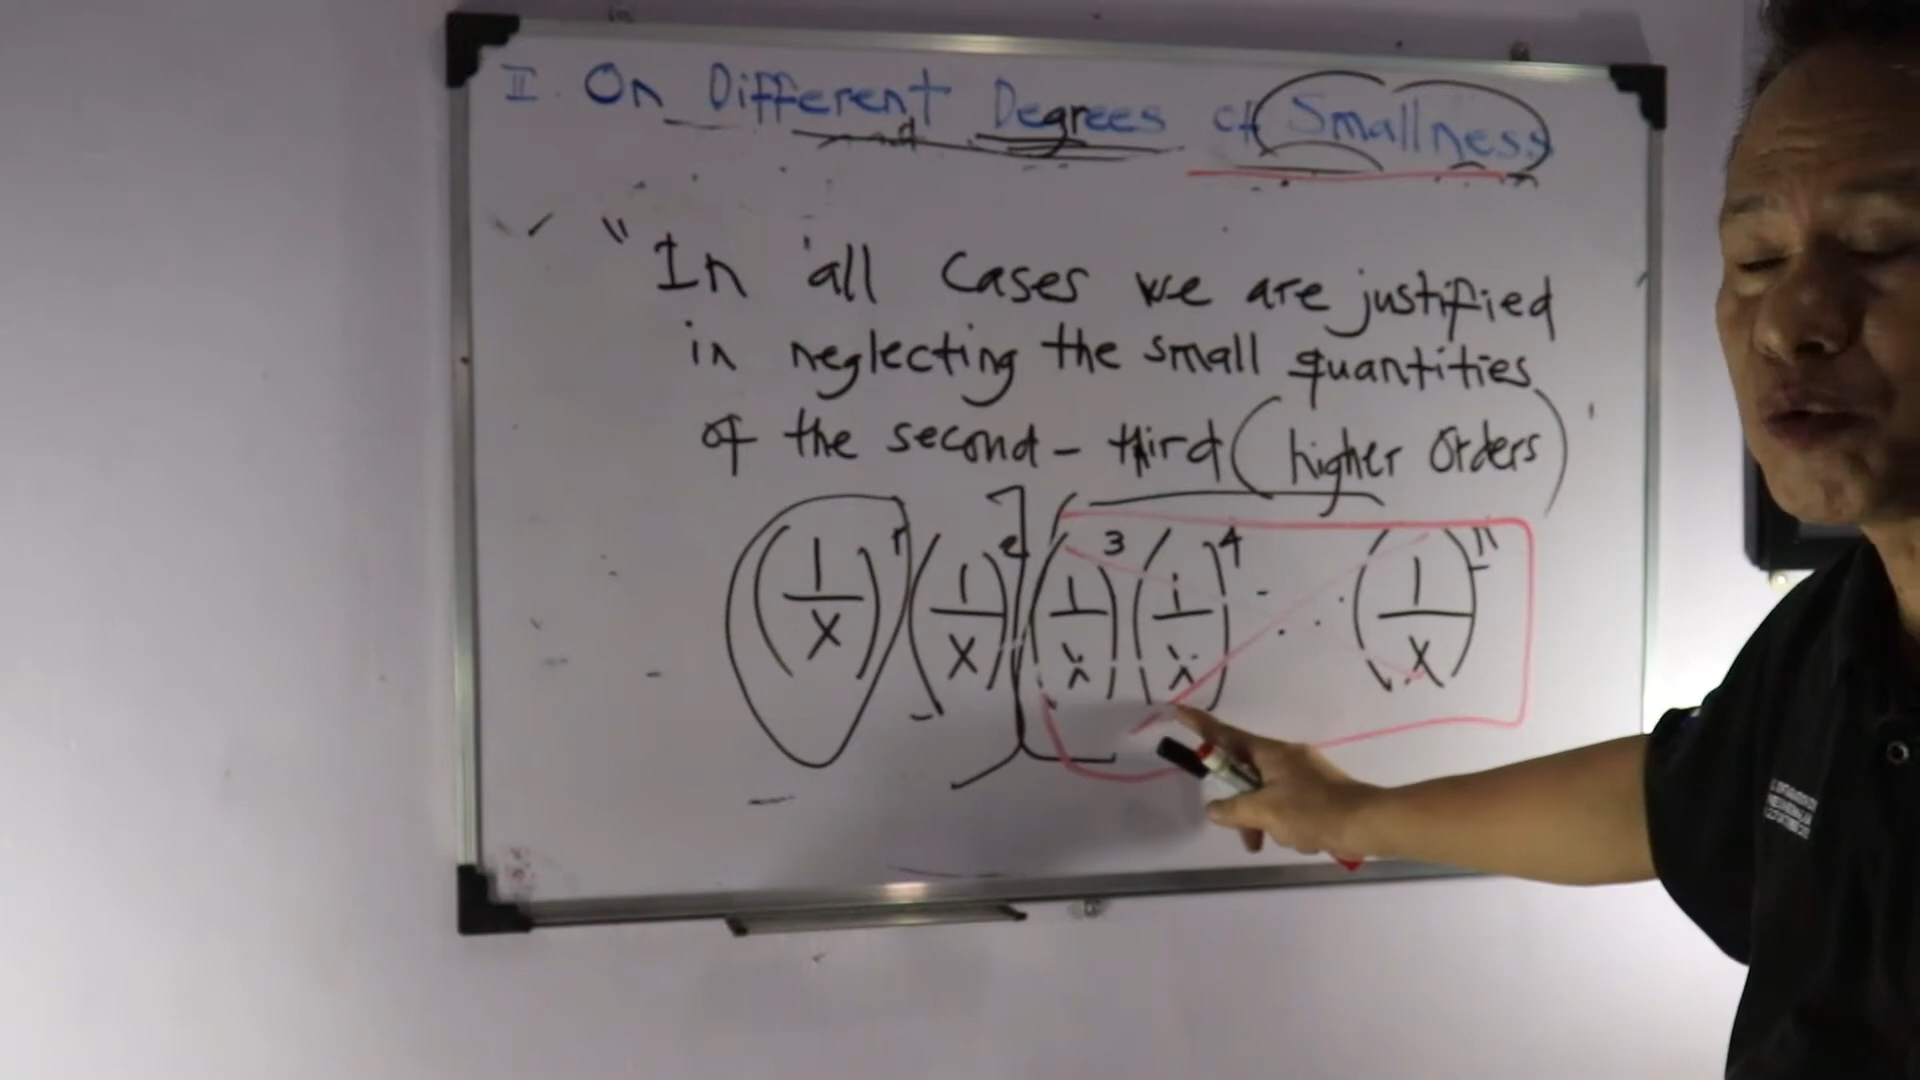 II. On Different Degrees of Smallness
"In all cases we are justified
in neglecting the small quantities
of the second - third (higher orders)
(1/x)¹ (1/x)² (1/x)³ (1/x)⁴ - . . . (1/x)ⁿ